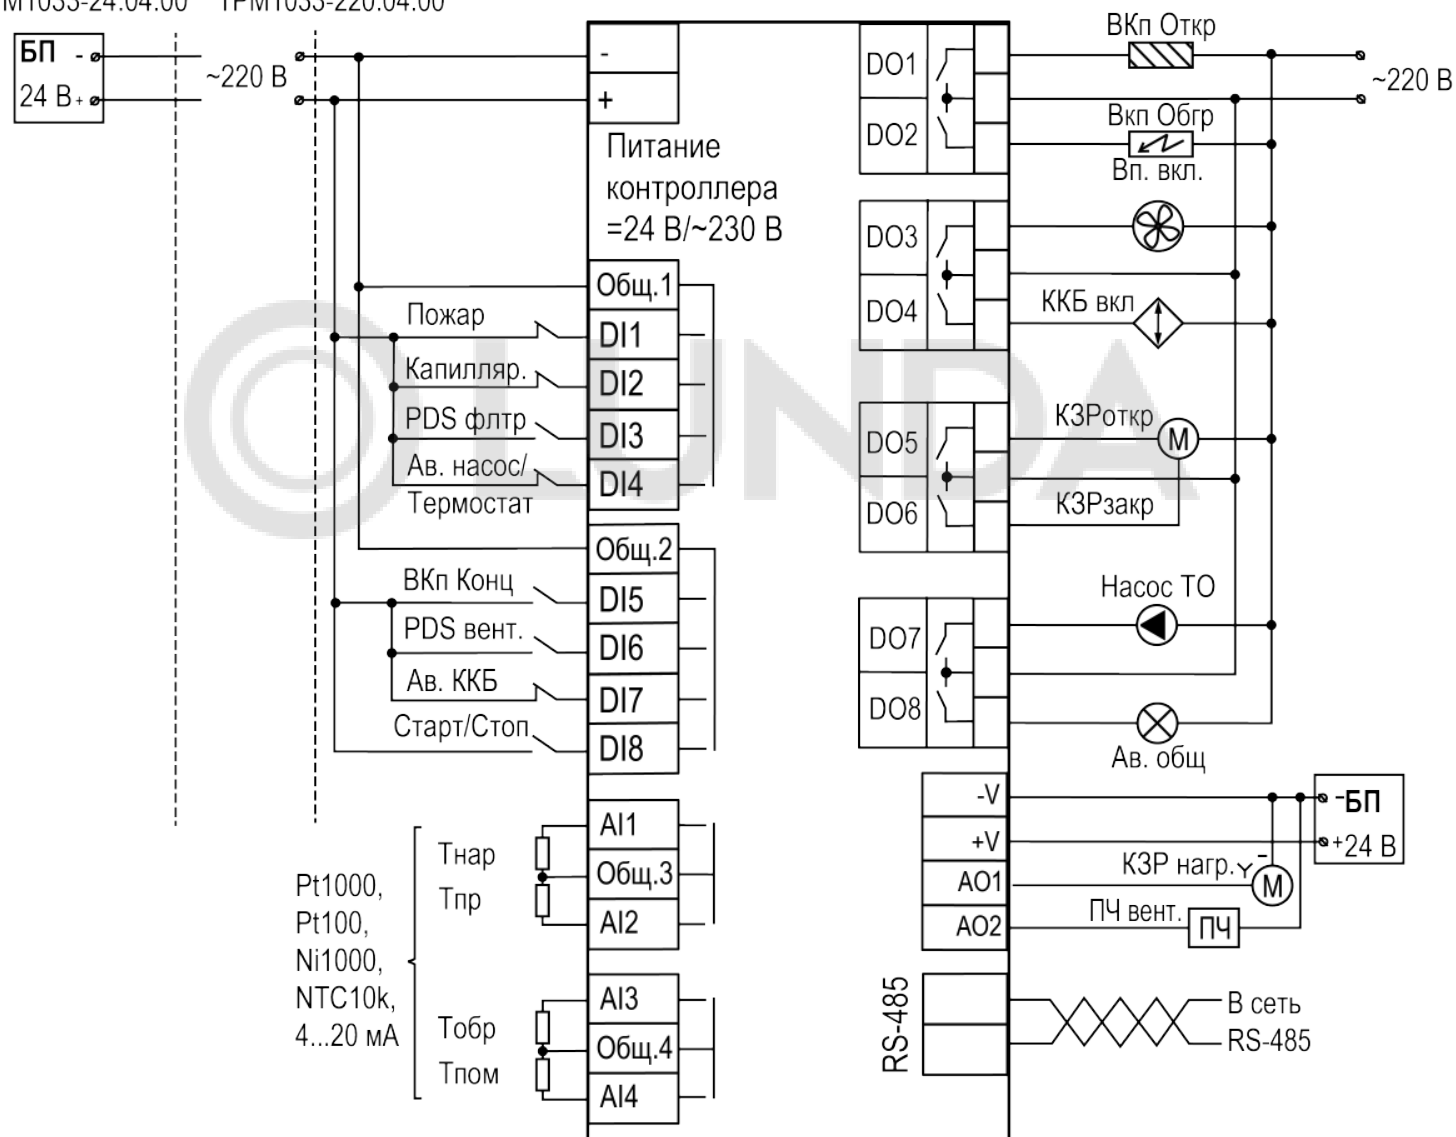 М1033-24.04.00 ТРМ1033-220.04.00
БП -
24 В +
~220 В
-
+
Питание
контроллера
=24 В/~230 В
Общ.1
Пожар
DI1
Капилляр.
DI2
PDS флтр
DI3
Ав. насос/
Термостат
DI4
Общ.2
ВКп Конц
DI5
PDS вент.
DI6
Ав. ККБ
DI7
Старт/Стоп
DI8
Pt1000,
Pt100,
Ni1000,
NTC10k,
4...20 мА
Тнар
Тпр
AI1
Общ.3
AI2
Тобр
Тпом
AI3
Общ.4
AI4
DO1
ВКп Откр
~220 В
DO2
Вкп Обгр
Вп. вкл.
DO3
DO4
ККБ вкл
DO5
КЗРоткр
М
DO6
КЗРзакр
DO7
Насос ТО
DO8
Ав. общ
-V
+V
-БП
+24 В
AO1
КЗР нагр. Y -
М
AO2
ПЧ вент.
ПЧ
RS-485
В сеть
RS-485
LUNDA